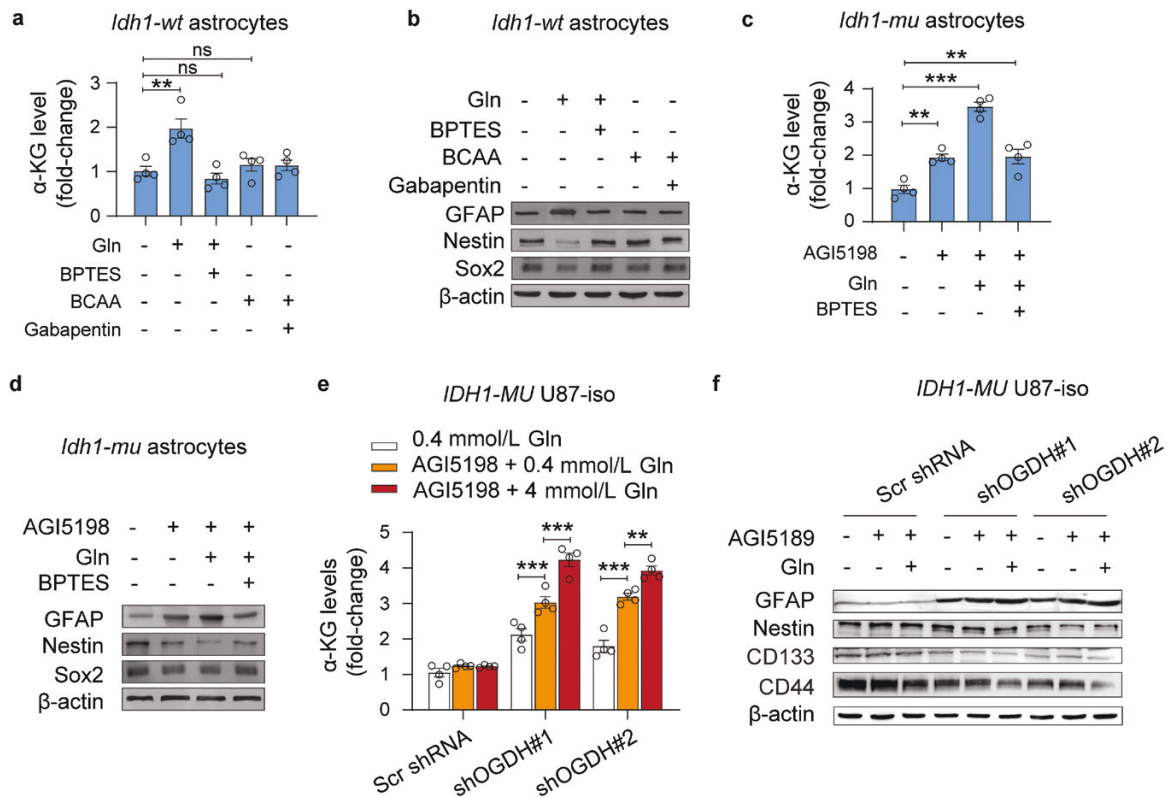 a
Idh1-wt astrocytes
α-KG level
(fold-change)
3
2
1
0
ns
ns
**
Gln - + + - -
BPTES - - + - -
BCAA - - - + +
Gabapentin - - - - +
b
Idh1-wt astrocytes
Gln - + + - -
BPTES - - + - -
BCAA - - - + +
Gabapentin - - - - +
GFAP
Nestin
Sox2
β-actin
c
Idh1-mu astrocytes
α-KG level
(fold-change)
4
3
2
1
0
**
***
**
AGI5198 - + + +
Gln - - + +
BPTES - - - +
d
Idh1-mu astrocytes
AGI5198 - + + +
Gln - - + +
BPTES - - - +
GFAP
Nestin
Sox2
β-actin
e
IDH1-MU U87-iso
0.4 mmol/L Gln
AGI5198 + 0.4 mmol/L Gln
AGI5198 + 4 mmol/L Gln
α-KG levels
(fold-change)
5
4
3
2
1
0
***
***
***
**
Scr shRNA
shOGDH#1
shOGDH#2
f
IDH1-MU U87-iso
Scr shRNA
shOGDH#1
shOGDH#2
AGI5189 - + + - + + - + +
Gln - - + - - + - - +
GFAP
Nestin
CD133
CD44
β-actin